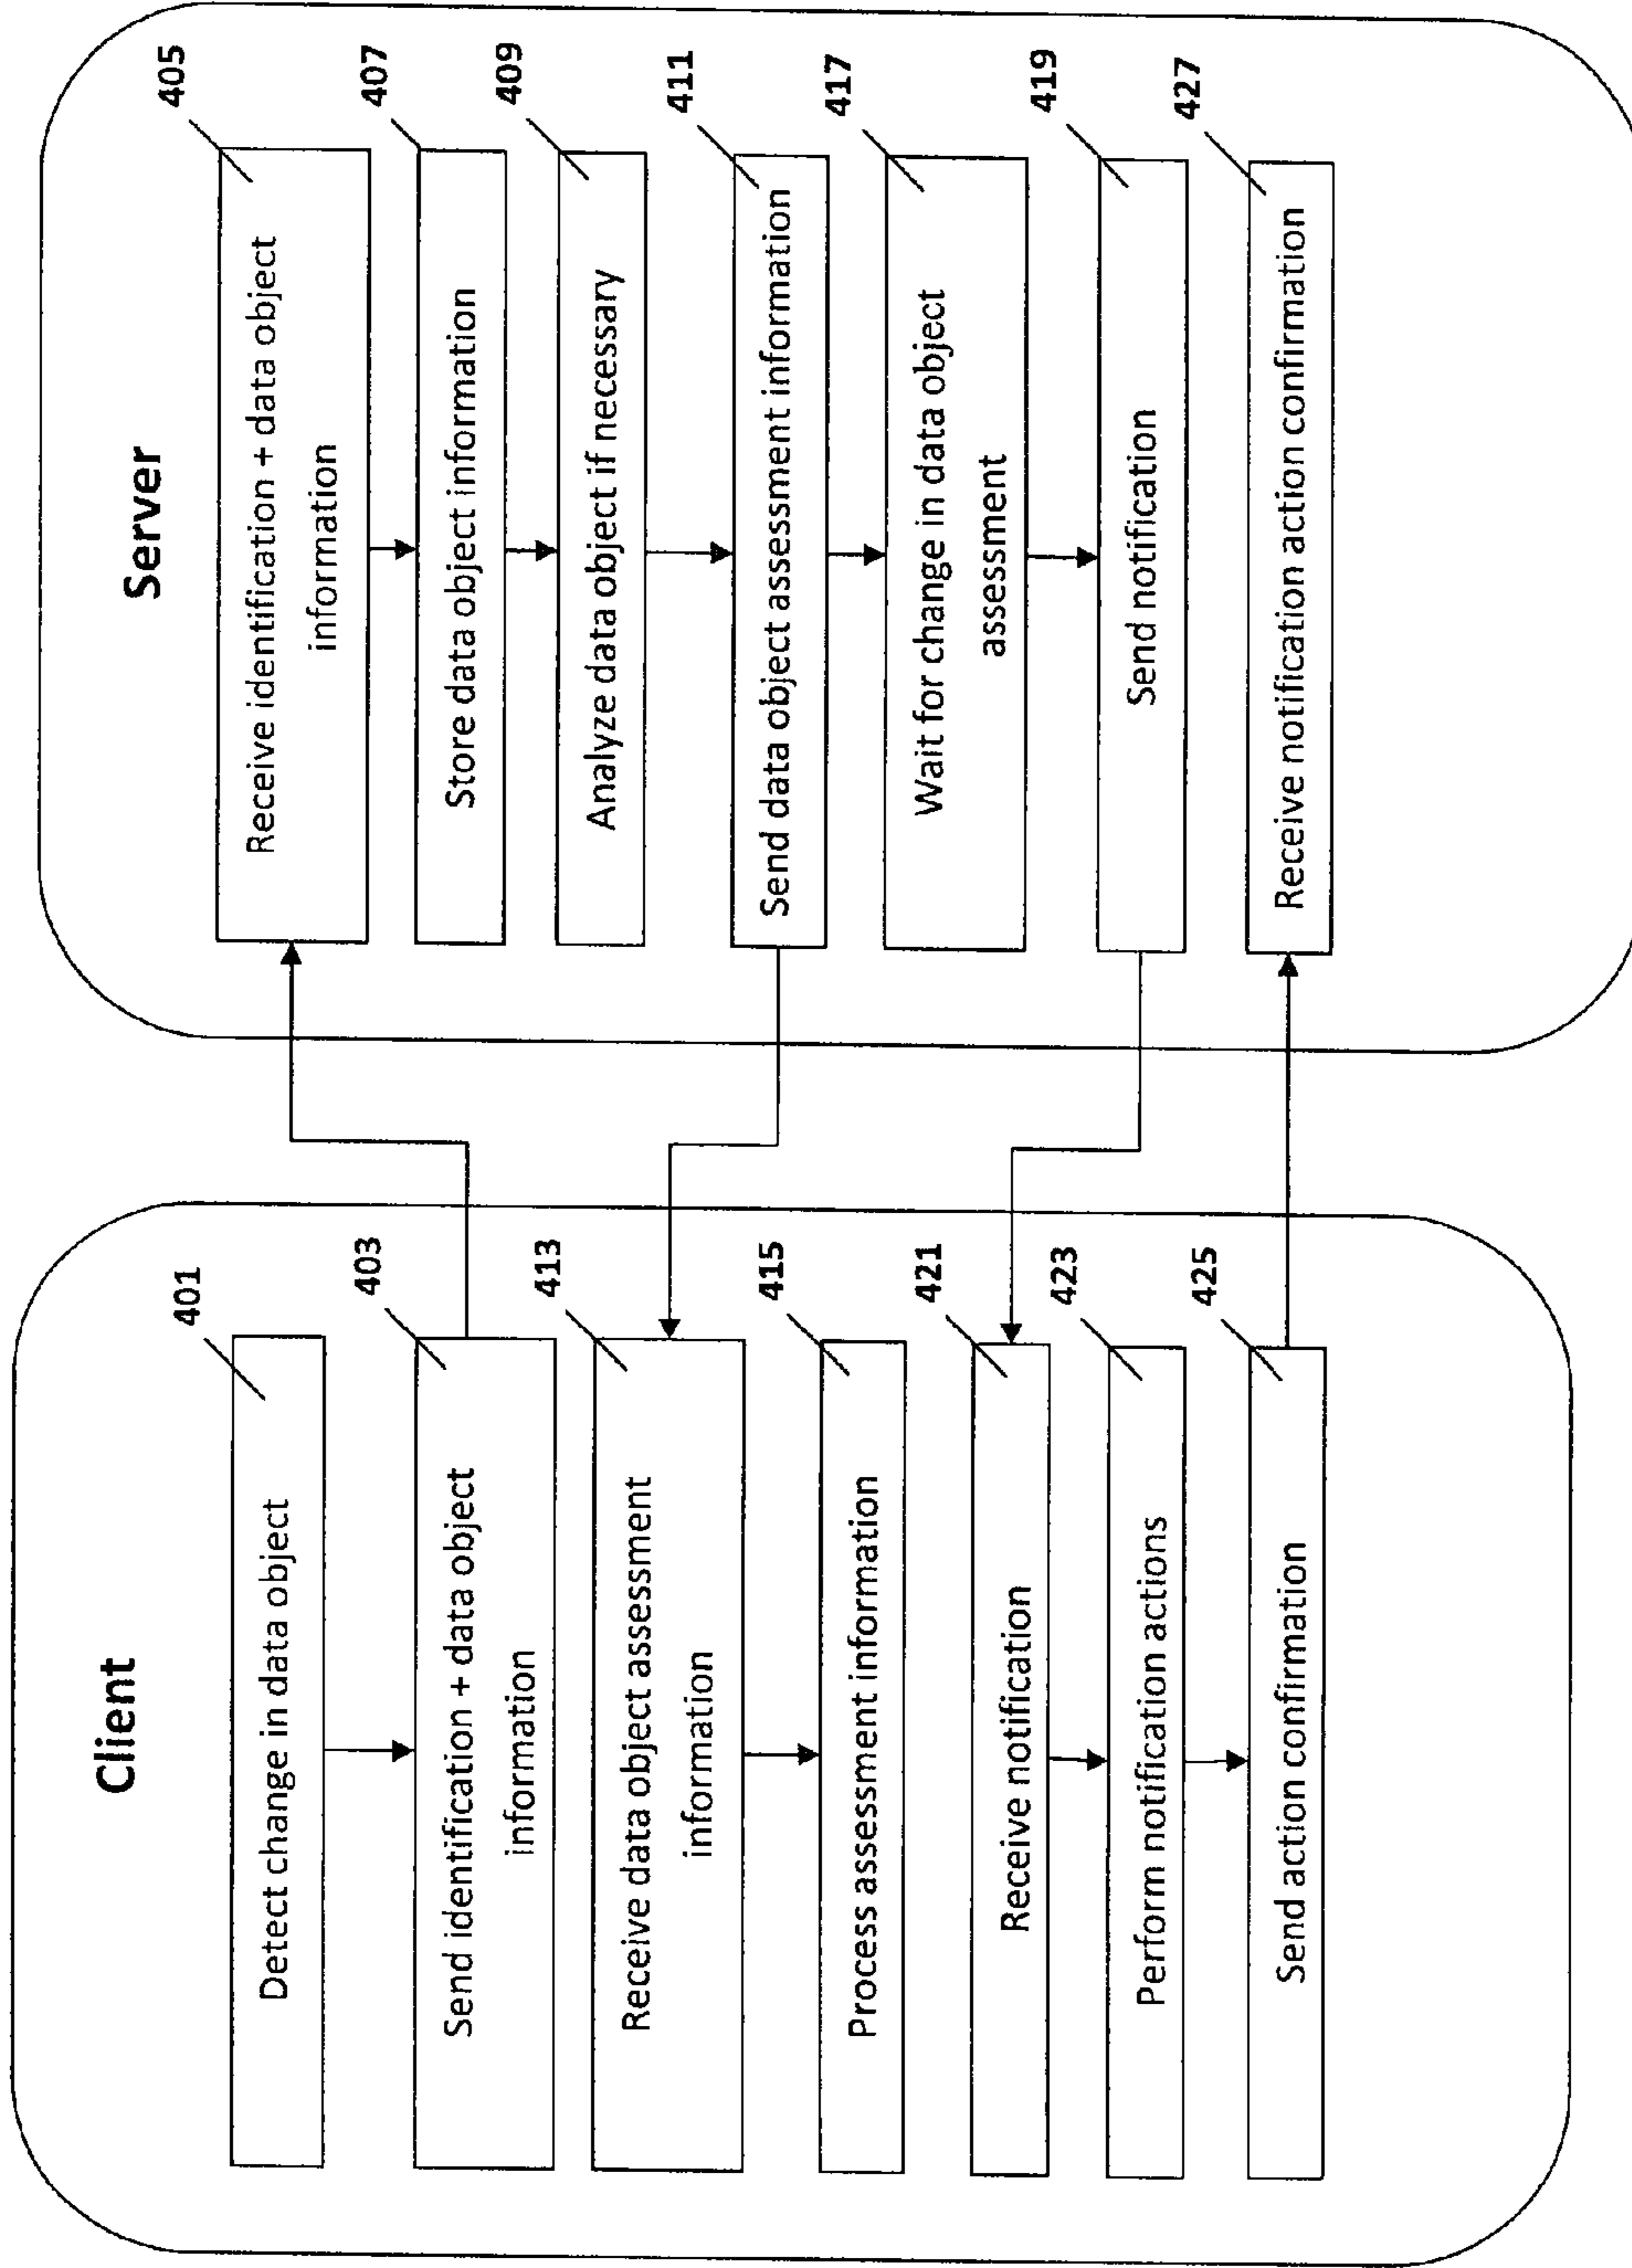 Client
401
Detect change in data object
403
Send identification + data object
information
413
Receive data object assessment
information
415
Process assessment information
421
Receive notification
423
Perform notification actions
425
Send action confirmation
Server
405
Receive identification + data object
information
407
Store data object information
409
Analyze data object if necessary
411
Send data object assessment information
417
Wait for change in data object
assessment
419
Send notification
427
Receive notification action confirmation